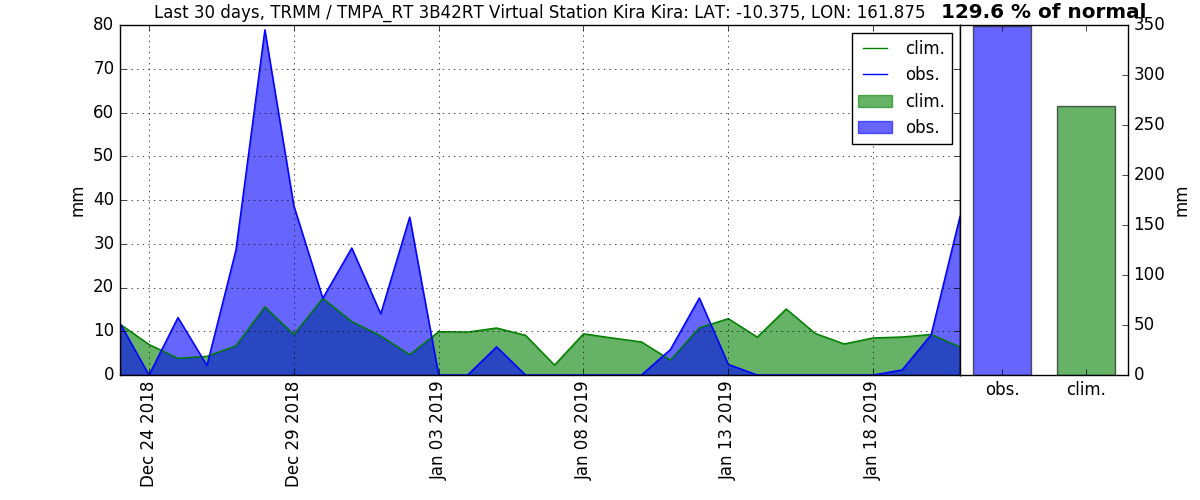 Last 30 days, TRMM / TMPA_RT 3B42RT Virtual Station Kira Kira: LAT: -10.375, LON: 161.875
129.6 % of normal
80
70
60
50
40
30
20
10
0
mm
Dec 24 2018
Dec 29 2018
Jan 03 2019
Jan 08 2019
Jan 13 2019
Jan 18 2019
clim.
obs.
clim.
obs.
350
300
250
200
150
100
50
0
mm
obs.
clim.